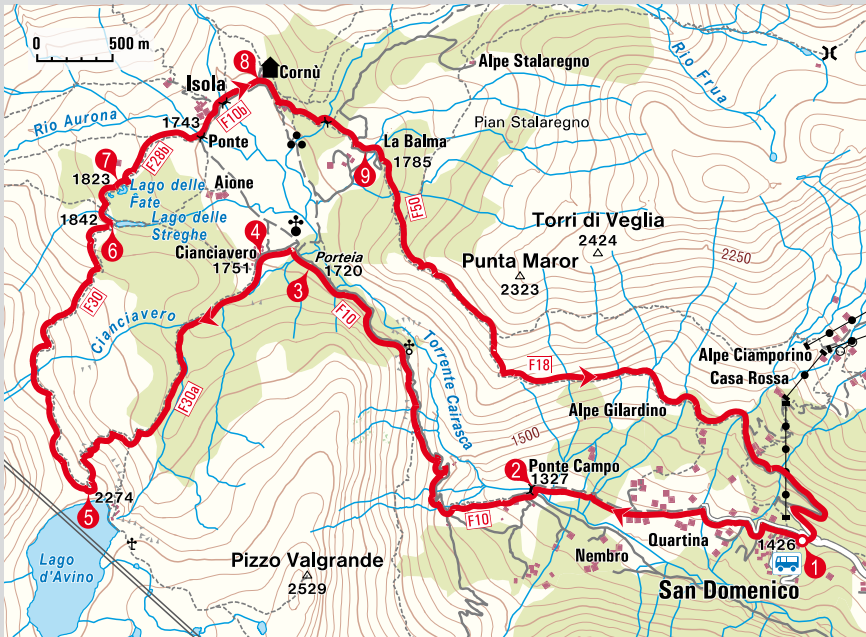 0 500 m
Rio Frua
8
Cornù
Alpe Stalaregno
Isola
F10b
Rio Aurona
1743
Ponte
Pian Stalaregno
La Balma
1785
F28b
7
1823
Lago delle
Fate
Aione
9
F50
1842
Lago delle
Streghe
6
Torri di Veglia
2424
4
Cianciavero
1751
Porteia
1720
3
Punta Maror
2323
2250
F30
Cianciavero
F10
Torrente Cairasca
F30a
F18
Alpe Ciamporino
Casa Rossa
Alpe Gilardino
1500
2
Ponte Campo
1327
2274
5
F10
Quartina
1426
1
Lago
d'Avino
Pizzo Valgrande
2529
Nembro
San Domenico